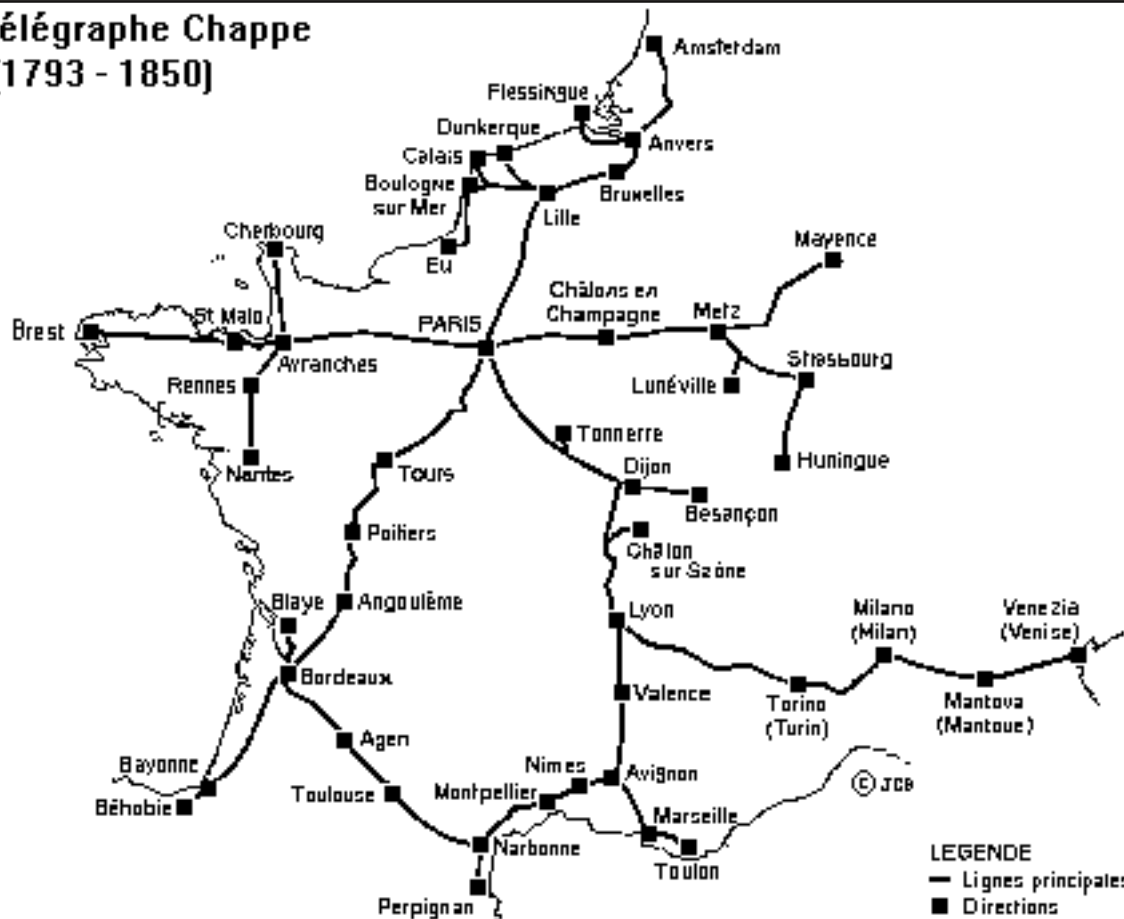 élégraphe Chappe
(1793 - 1850)
Amsterdam
Flessingue
Dunkerque
Anvers
Calais
Boulogne
sur Mer
Bruxelles
Lille
Cherbourg
Eu
Mayence
Châlons en
Champagne
Metz
St Malo
PARIS
Brest
Avranches
Strasbourg
Rennes
Lunéville
Tonnerre
Huningue
Nantes
Tours
Dijon
Besançon
Poitiers
Châlon
sur Saône
Blaye
Angoulème
Lyon
Milano
(Milan)
Venezia
(Venise)
Bordeaux
Valence
Torino
(Turin)
Mantova
(Mantoue)
Agen
Bayonne
Nimes
Avignon
Béhobie
Toulouse
Montpellier
© JCB
Marseille
Narbonne
Toulon
LEGENDE
Lignes principales
Perpignan
Directions